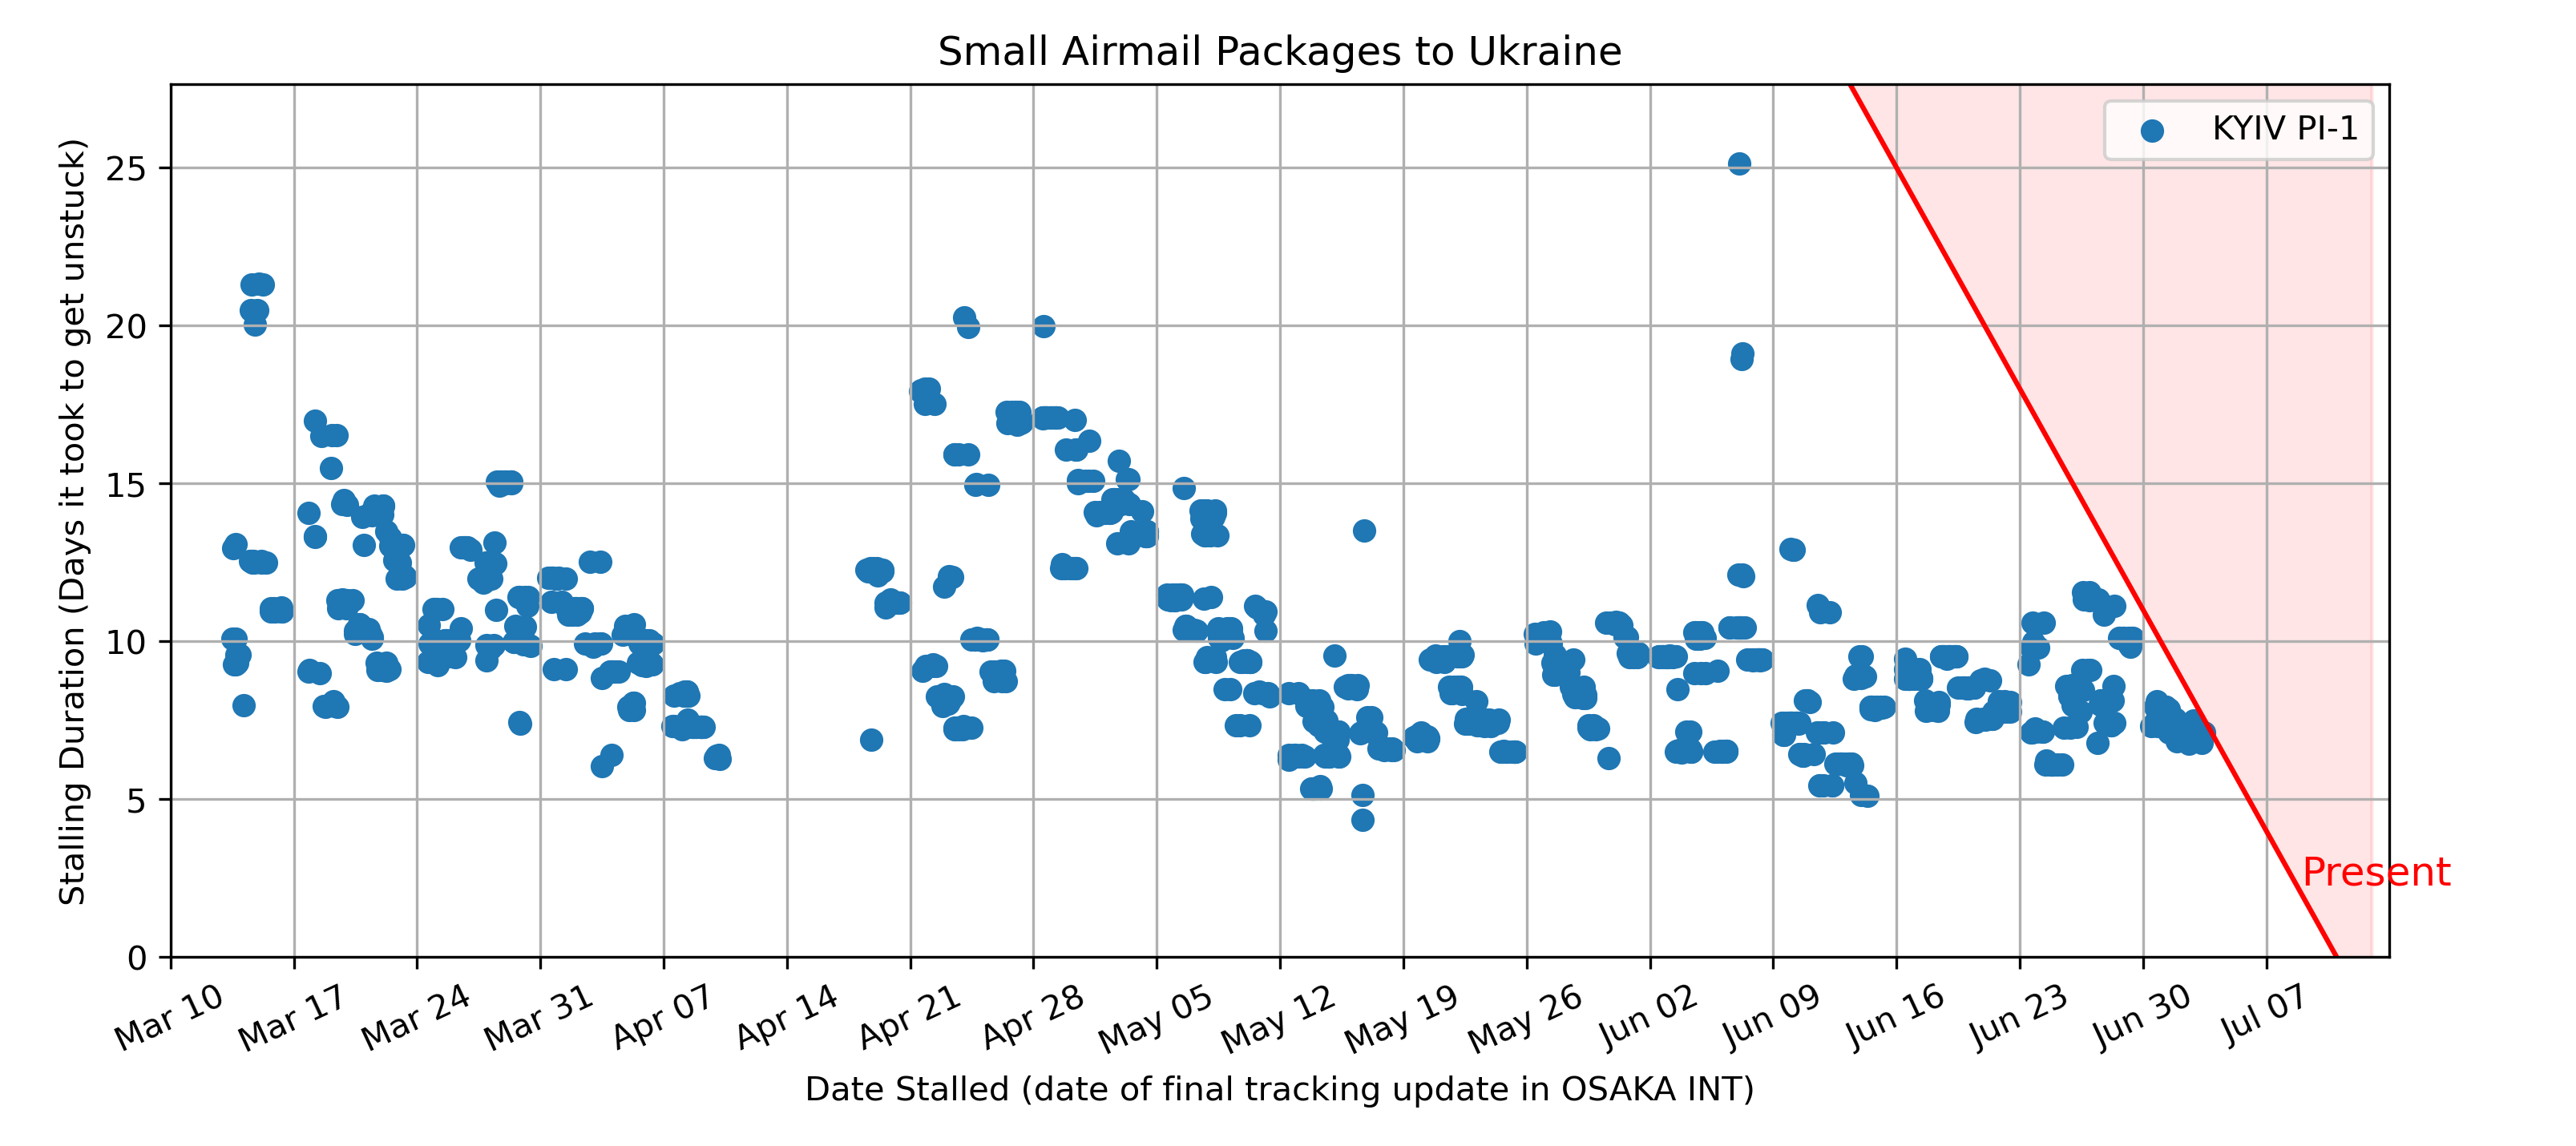 Small Airmail Packages to Ukraine
KYIV PI-1
Stalling Duration (Days it took to get unstuck)
25
20
15
10
5
0
Present
Mar 10
Mar 17
Mar 24
Mar 31
Apr 07
Apr 14
Apr 21
Apr 28
May 05
May 12
May 19
May 26
Jun 02
Jun 09
Jun 16
Jun 23
Jun 30
Jul 07
Date Stalled (date of final tracking update in OSAKA INT)